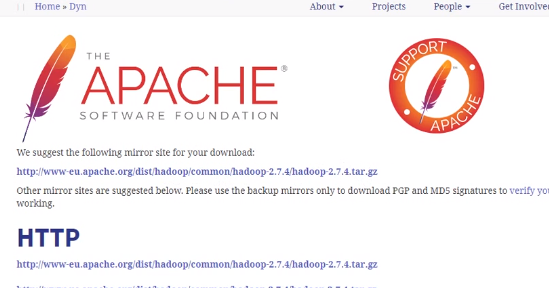 Home » Dyn
About
Projects
People
Get Involved
THE
APACHE®
SOFTWARE FOUNDATION
SUPPORT
APACHE
We suggest the following mirror site for your download:
http://www-eu.apache.org/dist/hadoop/common/hadoop-2.7.4/hadoop-2.7.4.tar.gz
Other mirror sites are suggested below. Please use the backup mirrors only to download PGP and MD5 signatures to verify you
working.
HTTP
http://www-eu.apache.org/dist/hadoop/common/hadoop-2.7.4/hadoop-2.7.4.tar.gz